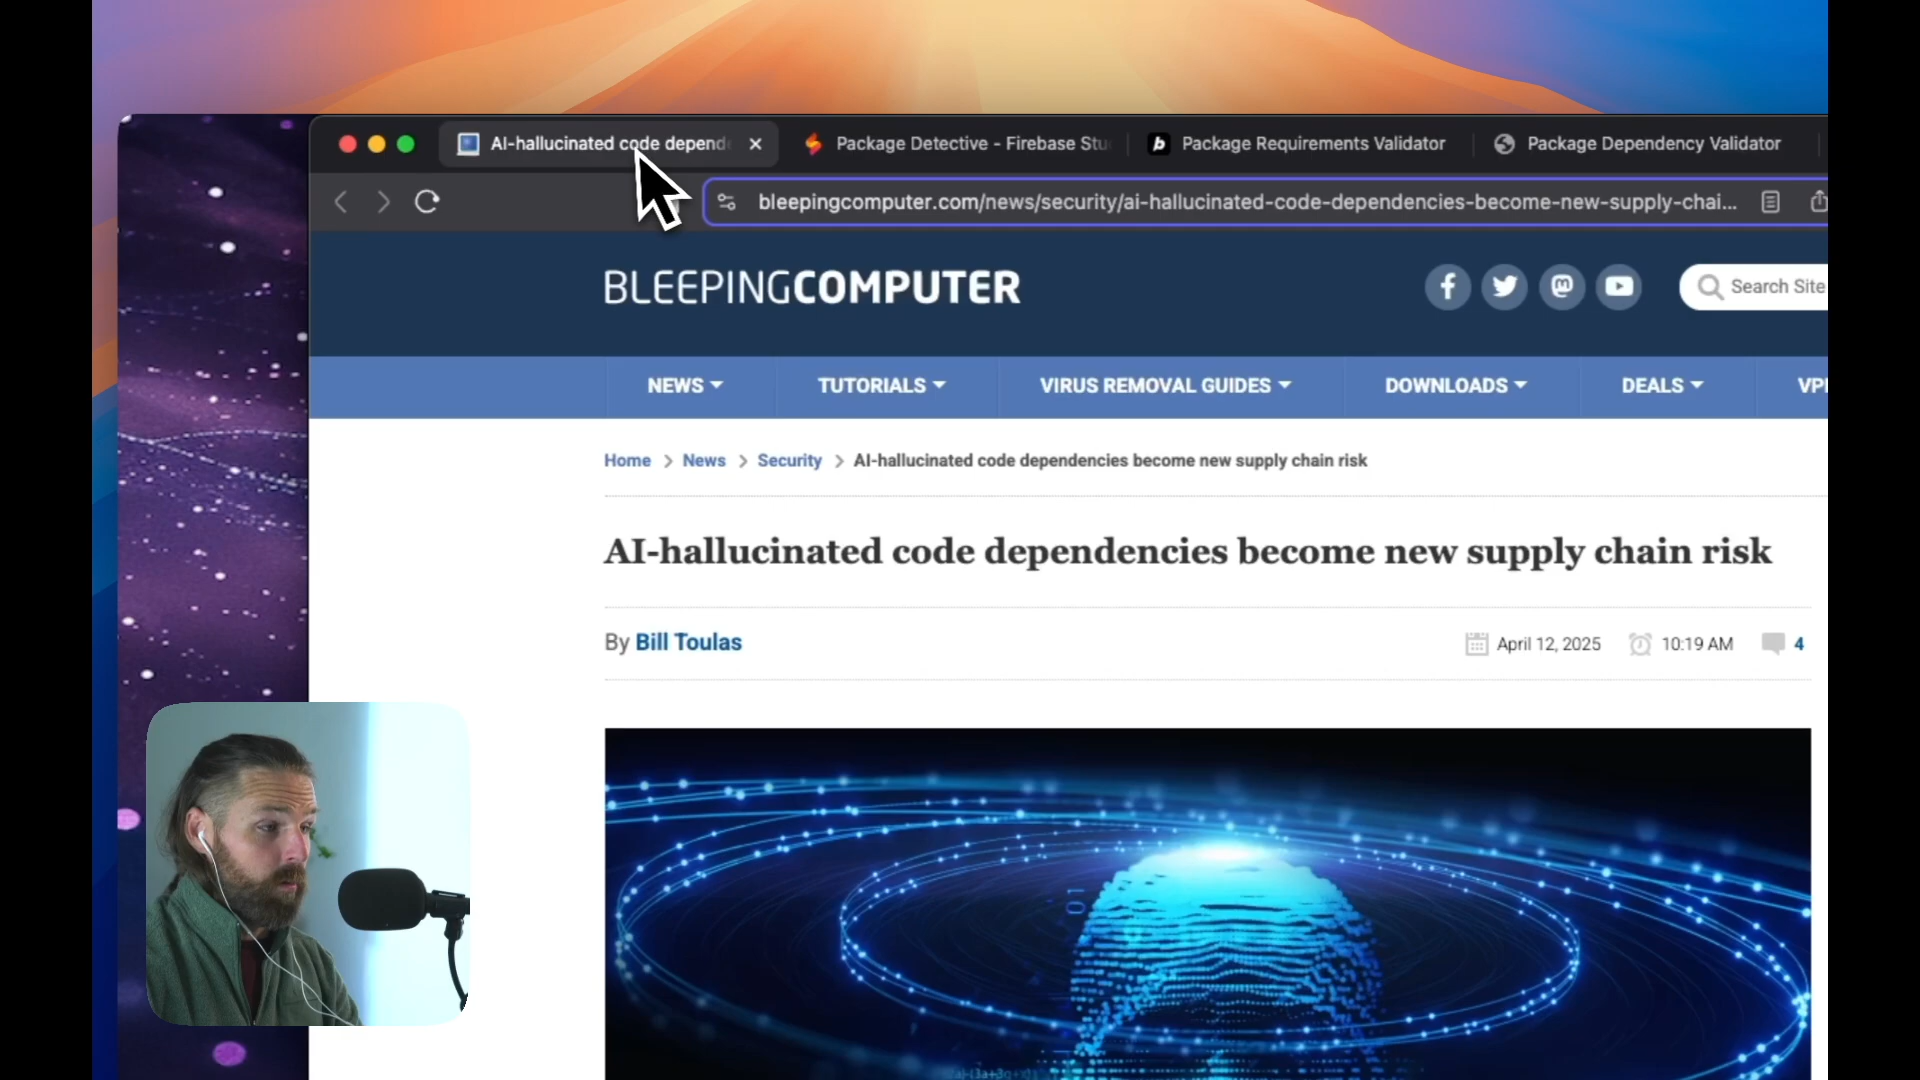 AI-hallucinated code depend
Package Detective - Firebase Stu
Package Requirements Validator
Package Dependency Validator
bleepingcomputer.com/news/security/ai-hallucinated-code-dependencies-become-new-supply-chai...
BLEEPINGCOMPUTER
Search Site
NEWS
TUTORIALS
VIRUS REMOVAL GUIDES
DOWNLOADS
DEALS
VP
Home > News > Security > AI-hallucinated code dependencies become new supply chain risk
AI-hallucinated code dependencies become new supply chain risk
By Bill Toulas
April 12, 2025
10:19 AM
4